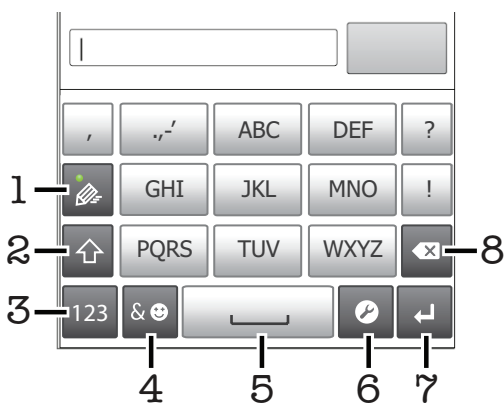 , .,-’ ABC DEF ?
1 GHI JKL MNO !
2 PQRS TUV WXYZ 8
3 123 &
4 5 6 7